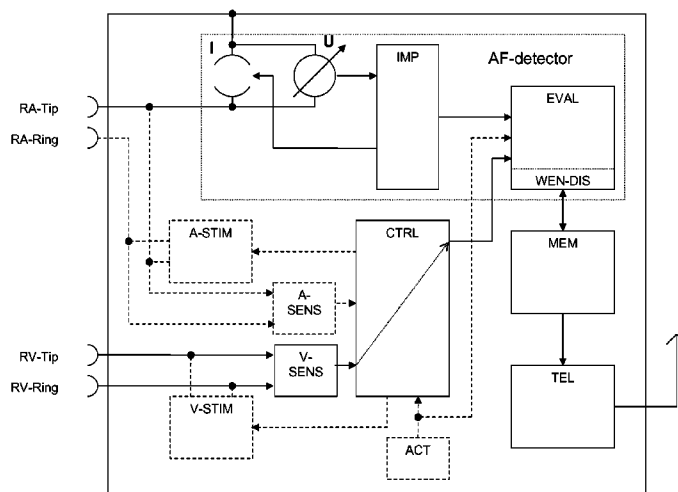 I
U
IMP
AF-detector
EVAL
WEN-DIS
RA-Tip
RA-Ring
A-STIM
CTRL
MEM
A-
SENS
RV-Tip
V-
SENS
RV-Ring
V-STIM
TEL
ACT